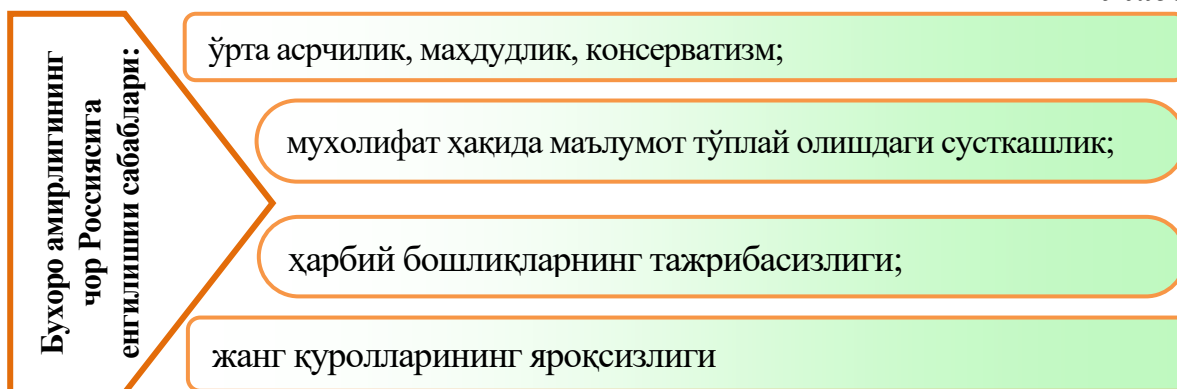 Бухоро амирлигининг
чор Россиясига
енгилиши сабаблари:
ўрта асрчилик, маҳдудлик, консерватизм;
мухолифат ҳақида маълумот тўплай олишдаги сусткашлик;
ҳарбий бошлиқларнинг тажрибасизлиги;
жанг қуролларининг яроқсизлиги